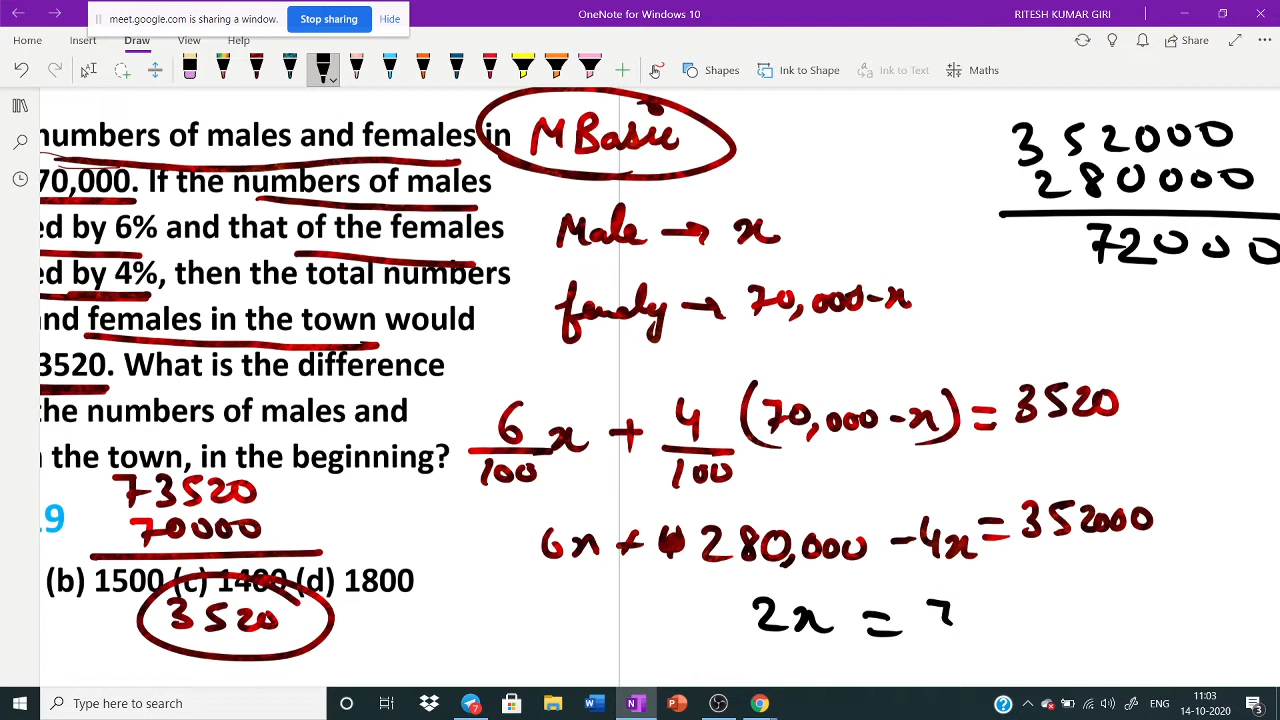 meet.google.com is sharing a window. Stop sharing Hide
OneNote for Windows 10
RITESH KUMAR GIRI
Home Insert Draw View Help
Share
Shapes Ink to Shape Ink to Text Maths
numbers of males and females in
70,000. If the numbers of males
ed by 6% and that of the females
ed by 4%, then the total numbers
and females in the town would
3520. What is the difference
the numbers of males and
the town, in the beginning?
73520
70000
(b) 1500 (c) 1400 (d) 1800
3520
M Basic
Male → x
→ 70,000-x
6/100 x + 4/100 (70,000-x) = 3520
6x + 280,000 - 4x = 352000
2x = 7
352000
280000
72000
Type here to search
ENG
11:03
14-10-2020